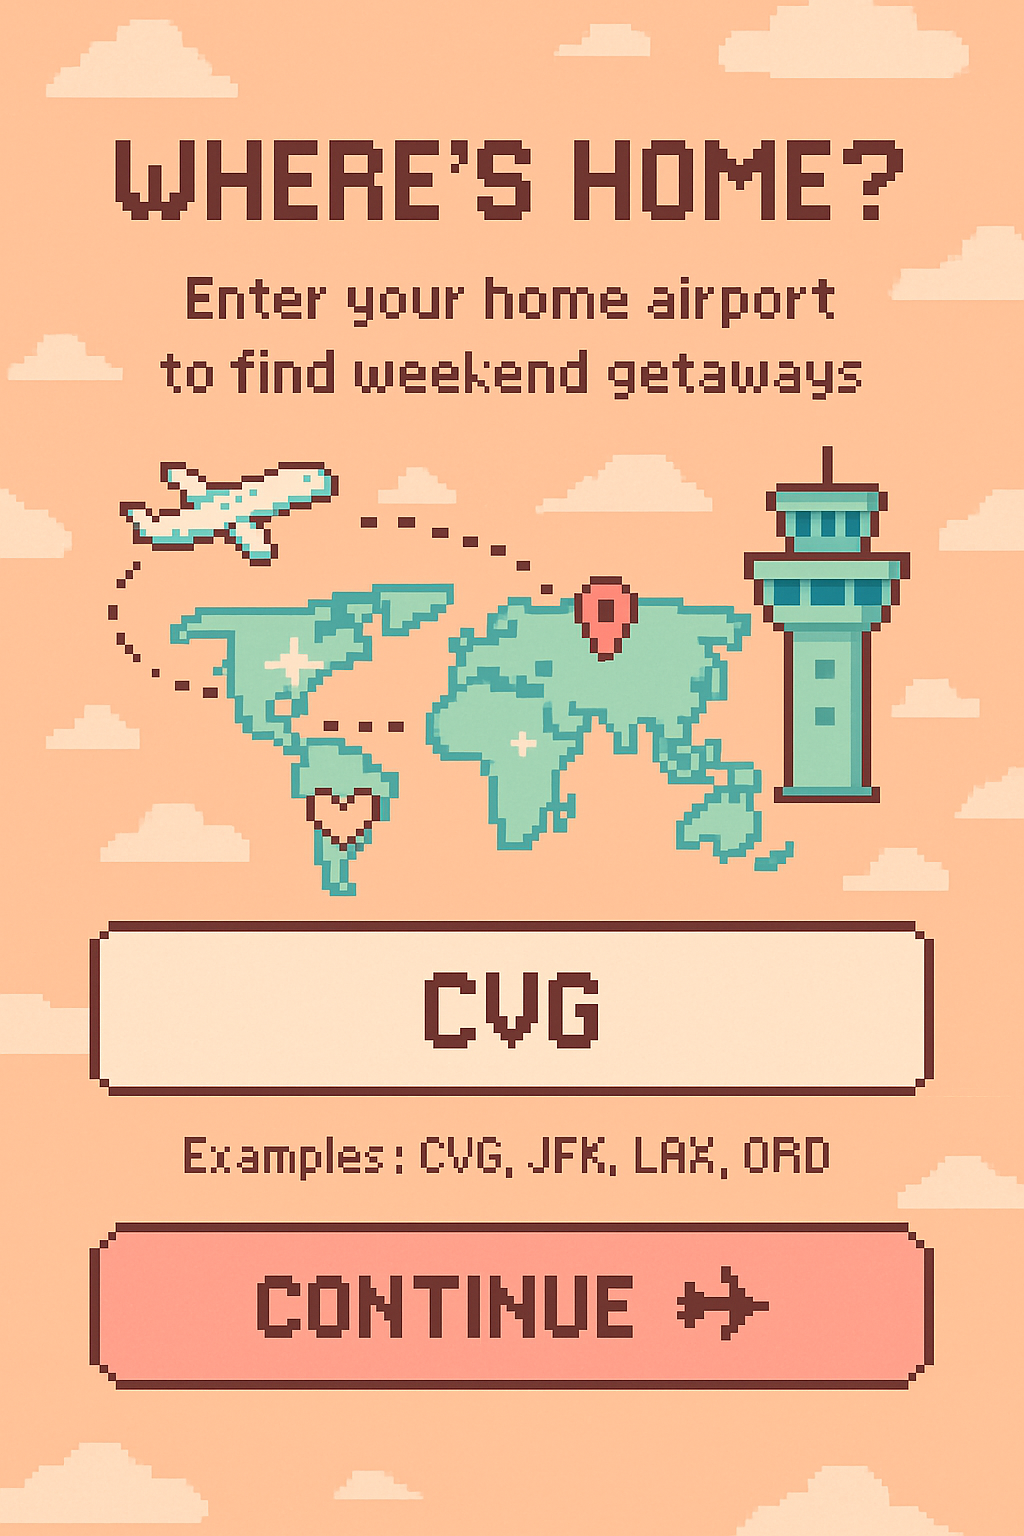 WHERE'S HOME?
Enter your home airport
to find weekend getaways
CVG
Examples: CVG, JFK, LAX, ORD
CONTINUE